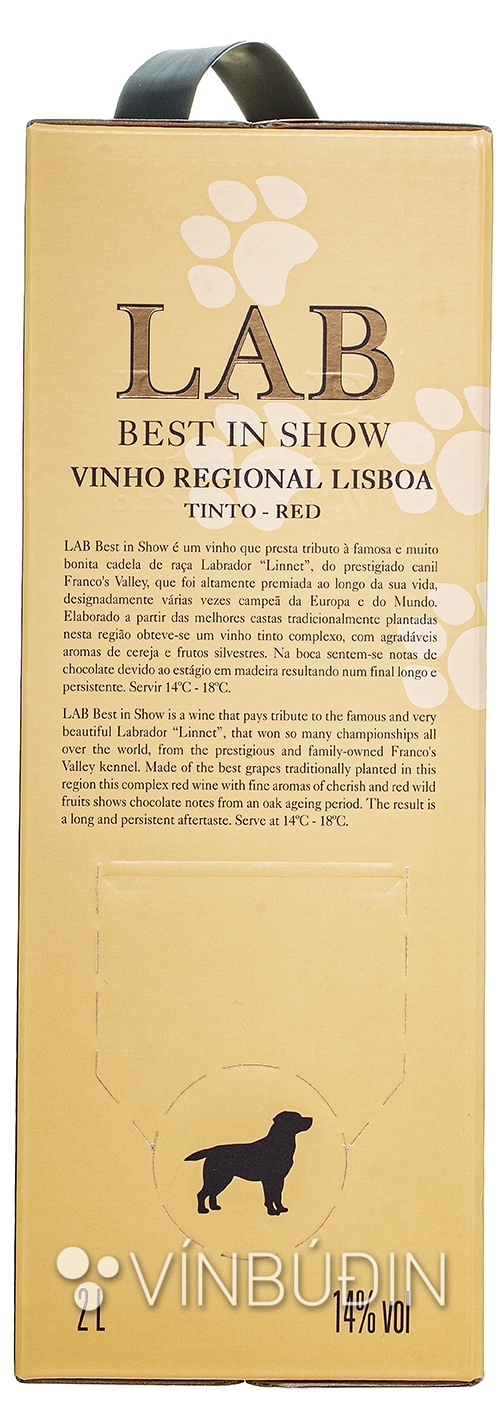 LAB
BEST IN SHOW
VINHO REGIONAL LISBOA
TINTO - RED
LAB Best in Show é um vinho que presta tributo à famosa e muito
bonita cadela de raça Labrador “Linnet”, do prestigiado canil
Franco's Valley, que foi altamente premiada ao longo da sua vida,
designadamente várias vezes campeã da Europa e do Mundo.
Elaborado a partir das melhores castas tradicionalmente plantadas
nesta região obteve-se um vinho tinto complexo, com agradáveis
aromas de cereja e frutos silvestres. Na boca sentem-se notas de
chocolate devido ao estágio em madeira resultando num final longo e
persistente. Servir 14ºC - 18ºC.
LAB Best in Show is a wine that pays tribute to the famous and very
beautiful Labrador “Linnet”, that won so many championships all
over the world, from the prestigious and family-owned Franco's
Valley kennel. Made of the best grapes traditionally planted in this
region this complex red wine with fine aromas of cherish and red wild
fruits shows chocolate notes from an oak ageing period. The result is
a long and persistent aftertaste. Serve at 14ºC - 18ºC.
VÍNBÚÐIN
2 L 14% vol